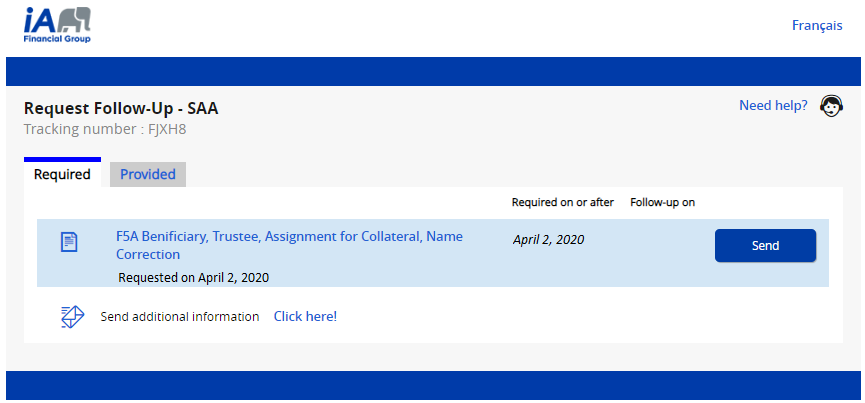 iA
Financial Group
Français
Request Follow-Up - SAA
Need help?
Tracking number : FJXH8
Required
Provided
Required on or after
Follow-up on
F5A Benificiary, Trustee, Assignment for Collateral, Name
Correction
April 2, 2020
Send
Requested on April 2, 2020
Send additional information
Click here!